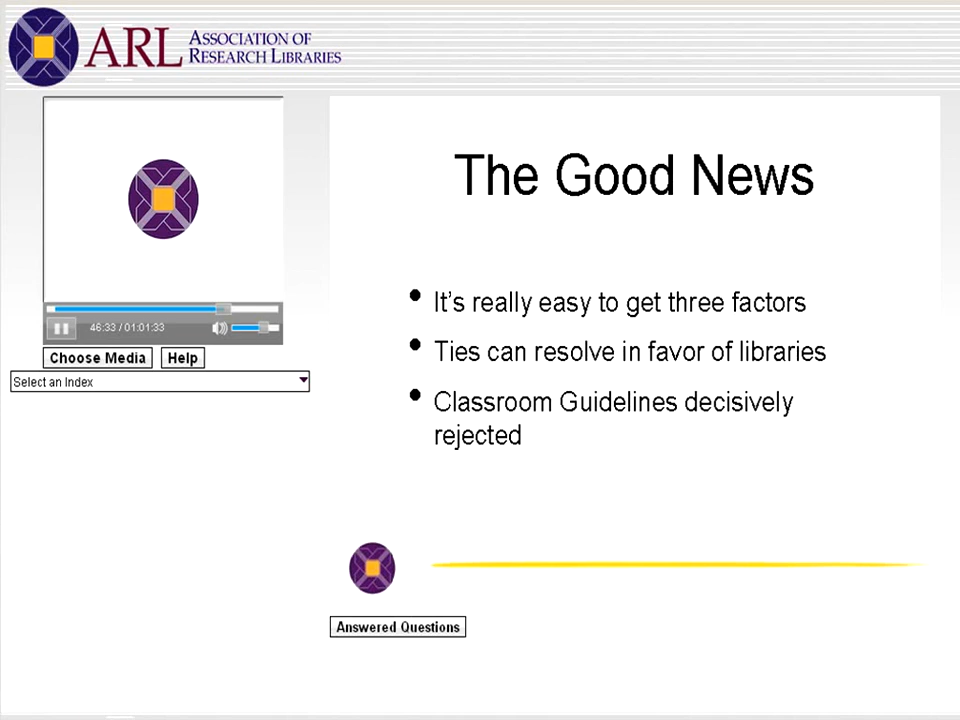 ARL ASSOCIATION OF
RESEARCH LIBRARIES
46:33 / 01:01:33
Choose Media Help
Select an Index
The Good News
• It's really easy to get three factors
• Ties can resolve in favor of libraries
• Classroom Guidelines decisively
rejected
Answered Questions